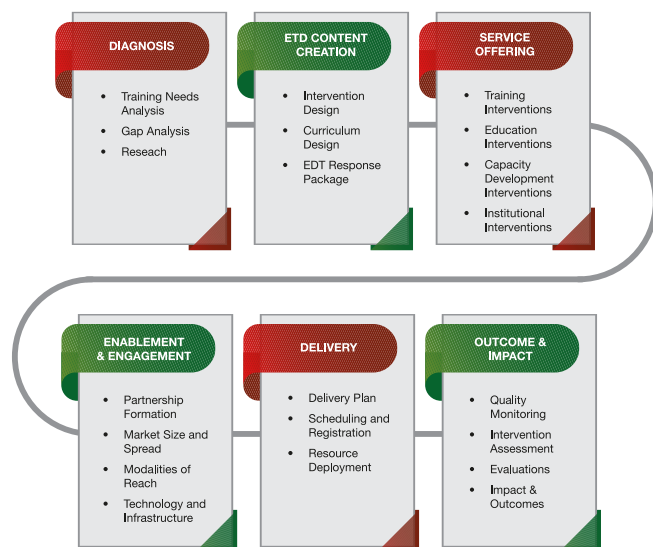 DIAGNOSIS
• Training Needs
Analysis
• Gap Analysis
• Reseach
ETD CONTENT
CREATION
• Intervention
Design
• Curriculum
Design
• EDT Response
Package
SERVICE
OFFERING
• Training
Interventions
• Education
Interventions
• Capacity
Development
Interventions
• Institutional
Interventions
ENABLEMENT
& ENGAGEMENT
• Partnership
Formation
• Market Size and
Spread
• Modalities of
Reach
• Technology and
Infrastructure
DELIVERY
• Delivery Plan
• Scheduling and
Registration
• Resource
Deployment
OUTCOME &
IMPACT
• Quality
Monitoring
• Intervention
Assessment
• Evaluations
• Impact &
Outcomes